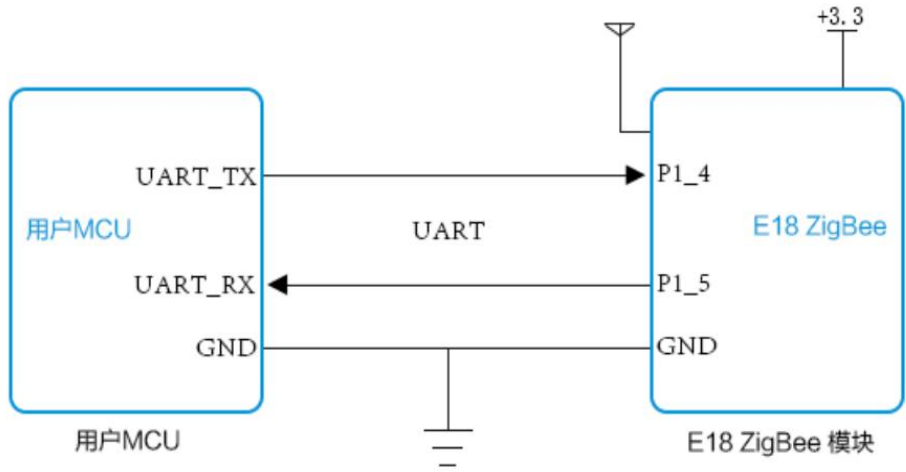 +3.3
UART_TX
P1_4
用户MCU
UART
E18 ZigBee
UART_RX
P1_5
GND
GND
用户MCU
E18 ZigBee 模块